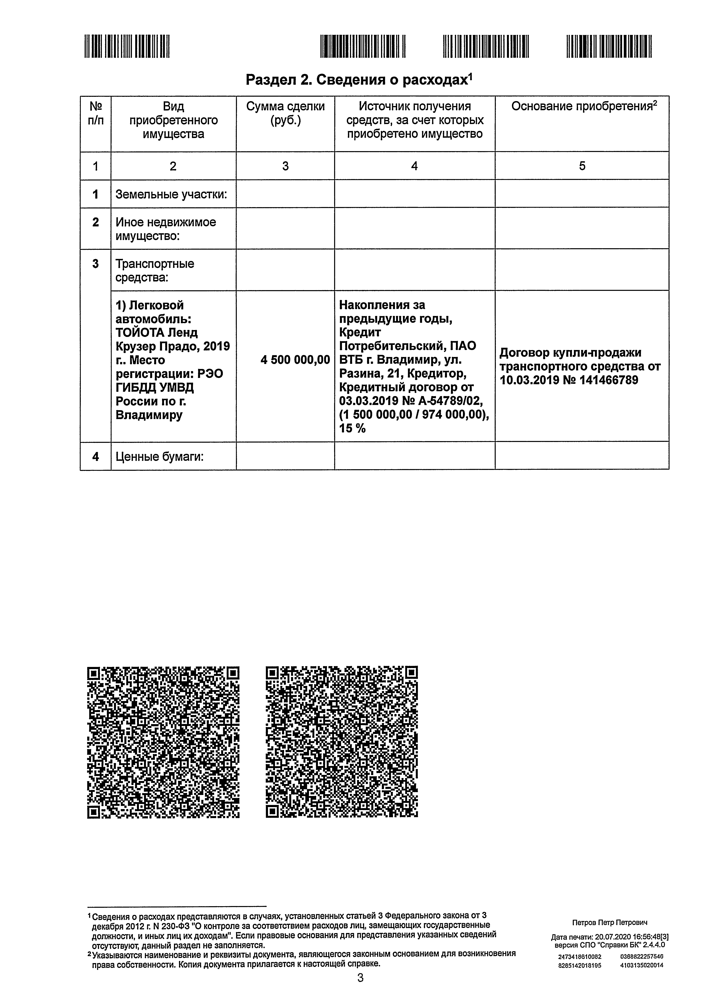 Раздел 2. Сведения о расходах¹
№
п/п
Вид
приобретенного
имущества
Сумма сделки
(руб.)
Источник получения
средств, за счет которых
приобретено имущество
Основание приобретения²
1
2
3
4
5
1
Земельные участки:
2
Иное недвижимое
имущество:
3
Транспортные
средства:
1) Легковой
автомобиль:
ТОЙОТА Ленд
Крузер Прадо, 2019
г.. Место
регистрации: РЭО
ГИБДД УМВД
России по г.
Владимиру
4 500 000,00
Накопления за
предыдущие годы,
Кредит
Потребительский, ПАО
ВТБ г. Владимир, ул.
Разина, 21, Кредитор,
Кредитный договор от
03.03.2019 № А-54789/02,
(1 500 000,00 / 974 000,00),
15 %
Договор купли-продажи
транспортного средства от
10.03.2019 № 141466789
4
Ценные бумаги:
¹ Сведения о расходах представляются в случаях, установленных статьей 3 Федерального закона от 3
декабря 2012 г. N 230-ФЗ "О контроле за соответствием расходов лиц, замещающих государственные
должности, и иных лиц их доходам". Если правовые основания для представления указанных сведений
отсутствуют, данный раздел не заполняется.
² Указываются наименование и реквизиты документа, являющегося законным основанием для возникновения
права собственности. Копия документа прилагается к настоящей справке.
Петров Петр Петрович
Дата печати: 20.07.2020 16:56:48[3]
версия СПО "Справки БК" 2.4.4.0
2473418610082 0368822257546
8285142018195 4103135020014
3